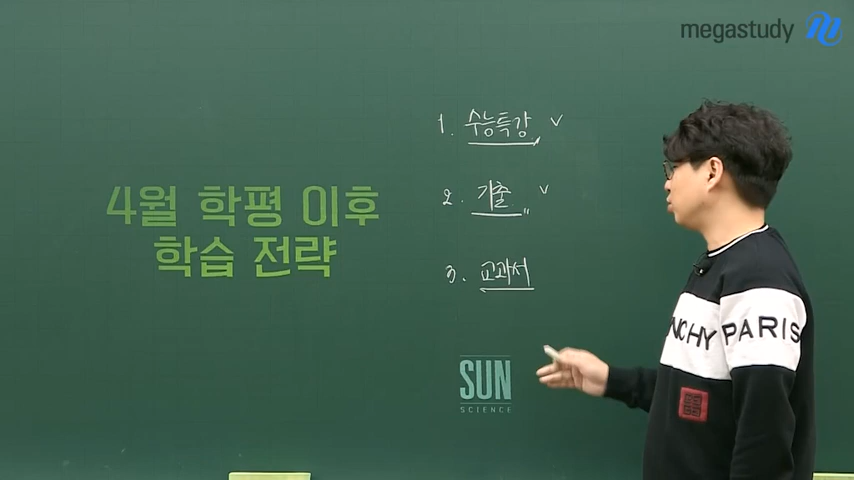 megastudy
1. 수능특강 ✓
2. 기출 ✓
3. 교과서
4월 학평 이후
학습 전략
SUN
SCIENCE
NCHY PARIS